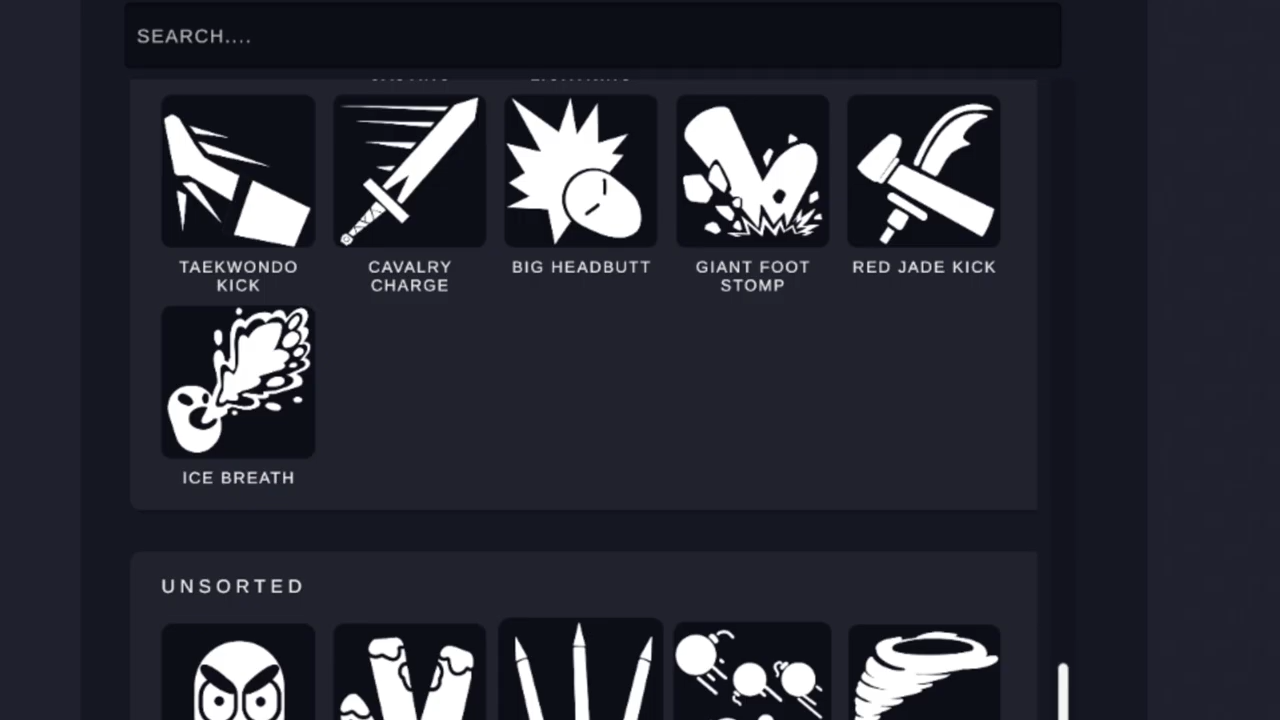 SEARCH....
TAEKWONDO
KICK
CAVALRY
CHARGE
BIG HEADBUTT
GIANT FOOT
STOMP
RED JADE KICK
ICE BREATH
UNSORTED